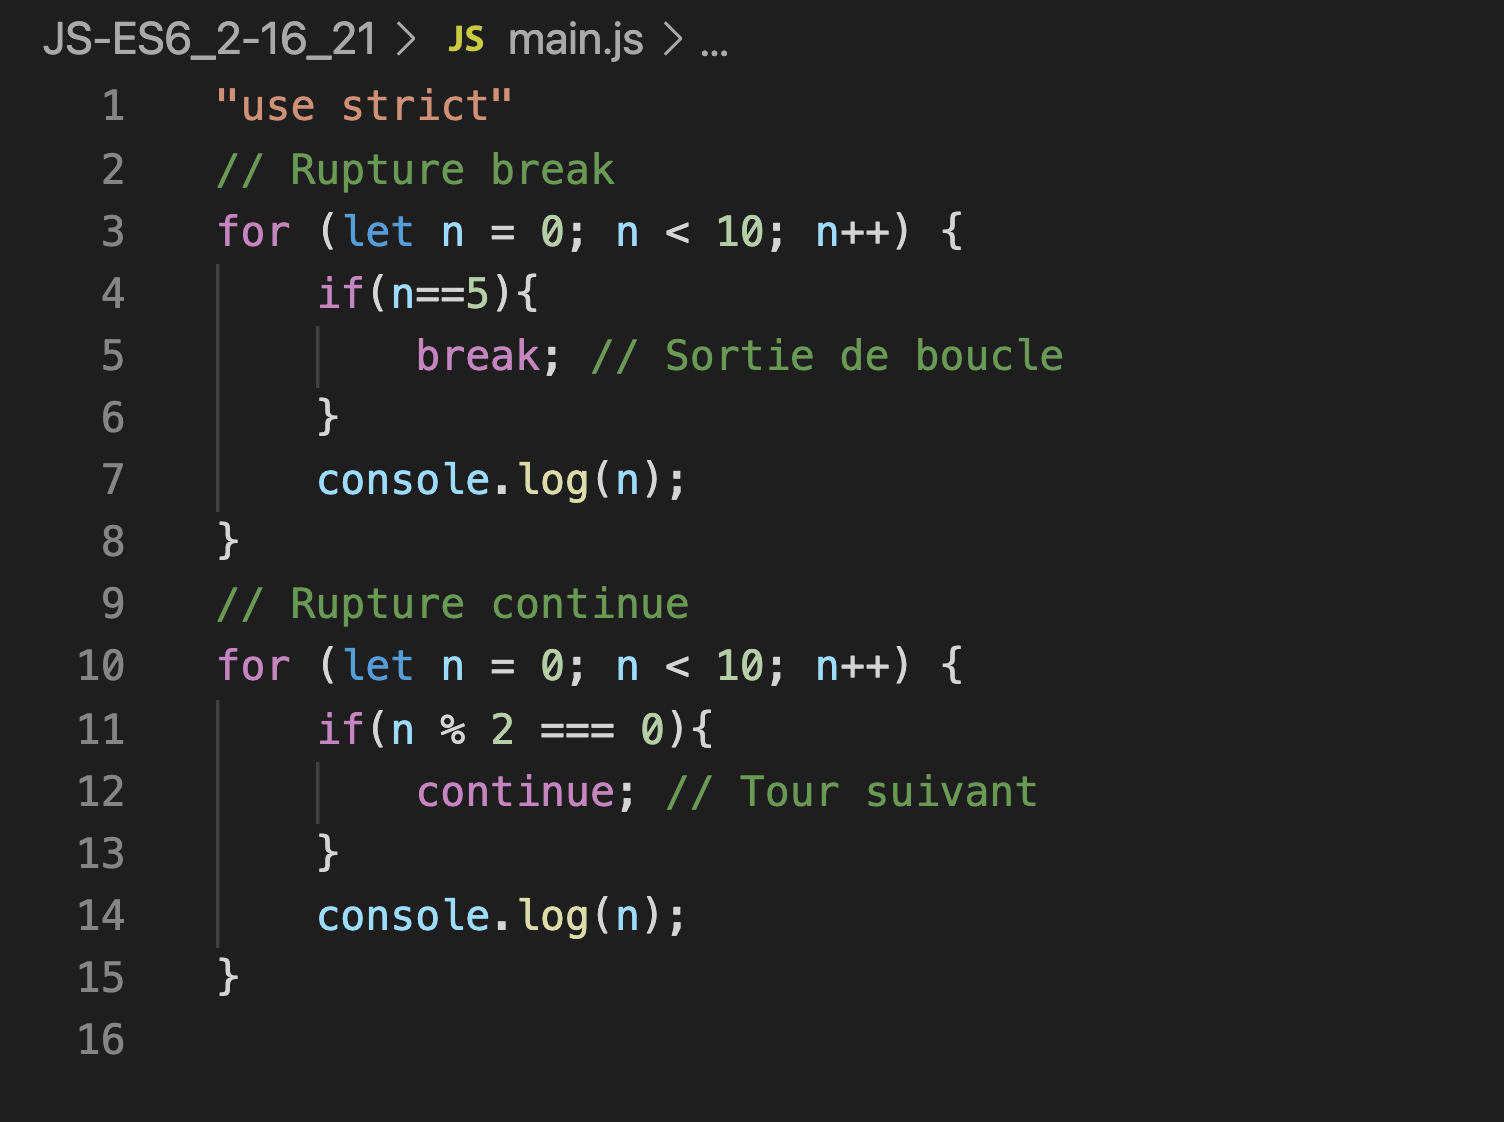 JS-ES6_2-16_21 > JS main.js > ...
1 "use strict"
2 // Rupture break
3 for (let n = 0; n < 10; n++) {
4     if(n==5){
5         break; // Sortie de boucle
6     }
7     console.log(n);
8 }
9 // Rupture continue
10 for (let n = 0; n < 10; n++) {
11     if(n % 2 === 0){
12         continue; // Tour suivant
13     }
14     console.log(n);
15 }
16